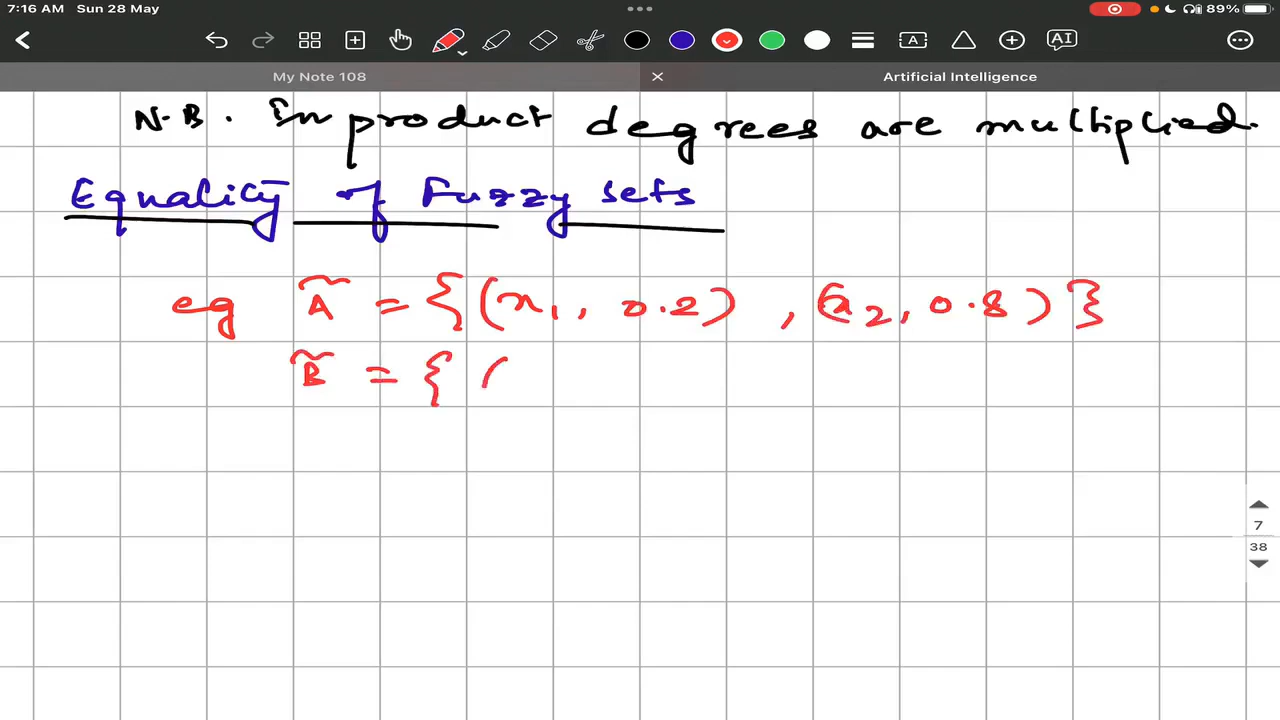 7:16 AM Sun 28 May
89%
My Note 108
Artificial Intelligence
N.B. In product degrees are multiplied.
Equality of Fuzzy sets
eg Ã = {(x1, 0.2) , (x2, 0.8)}
B̃ = { (
7
38